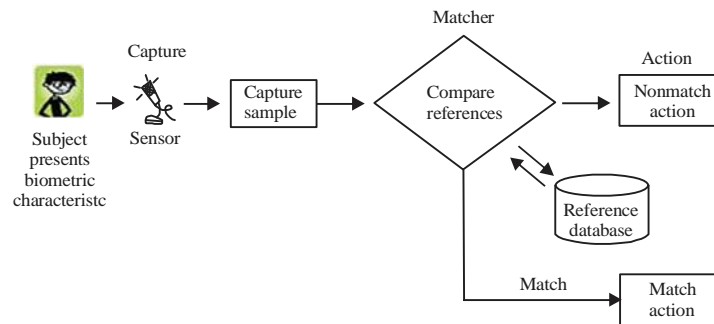 Matcher
Capture
Action
Capture
sample
Compare
references
Nonmatch
action
Sensor
Subject
presents
biometric
characteristc
Reference
database
Match
Match
action